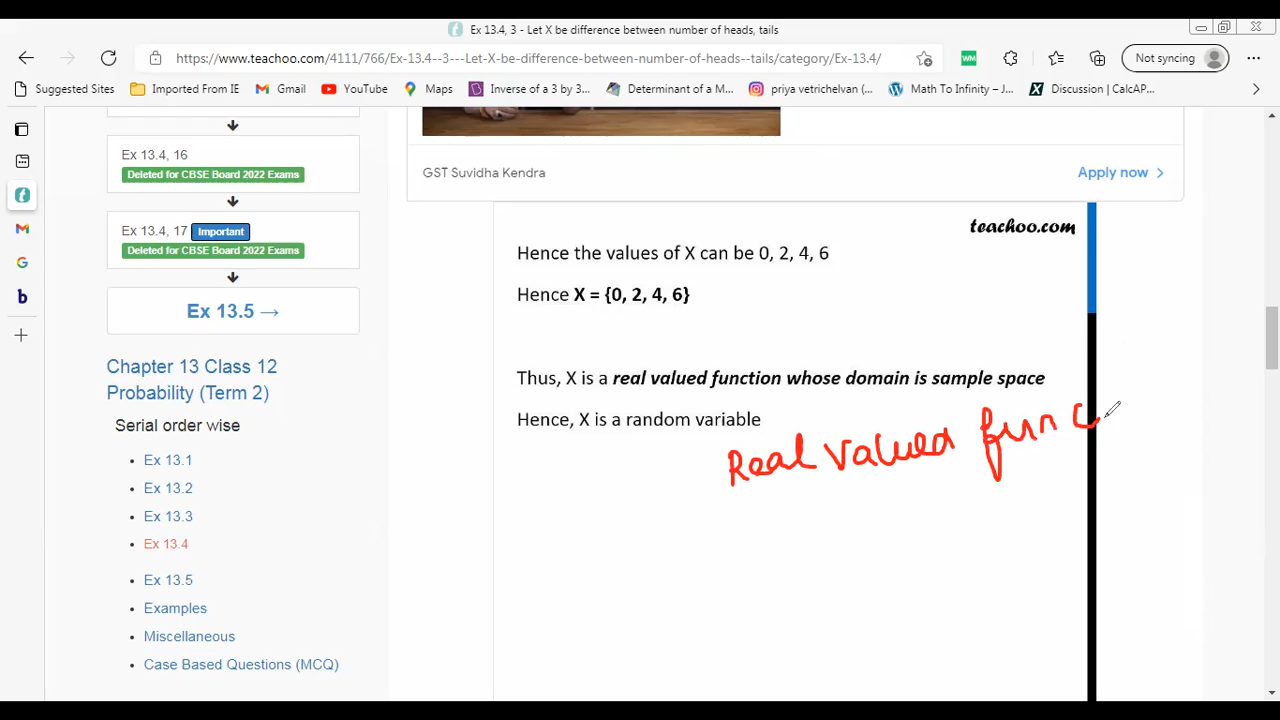 Ex 13.4, 3 - Let X be difference between number of heads, tails
https://www.teachoo.com/4111/766/Ex-13.4--3---Let-X-be-difference-between-number-of-heads--tails/category/Ex-13.4/
Not syncing
Suggested Sites Imported From IE Gmail YouTube Maps Inverse of a 3 by 3... Determinant of a M... priya vetrichelvan (... Math To Infinity – J... Discussion | CalcAP...
Ex 13.4, 16
Deleted for CBSE Board 2022 Exams
Ex 13.4, 17 Important
Deleted for CBSE Board 2022 Exams
Ex 13.5 →
Chapter 13 Class 12
Probability (Term 2)
Serial order wise
Ex 13.1
Ex 13.2
Ex 13.3
Ex 13.4
Ex 13.5
Examples
Miscellaneous
Case Based Questions (MCQ)
GST Suvidha Kendra
Apply now
teachoo.com
Hence the values of X can be 0, 2, 4, 6
Hence X = {0, 2, 4, 6}
Thus, X is a real valued function whose domain is sample space
Hence, X is a random variable
Real valued func